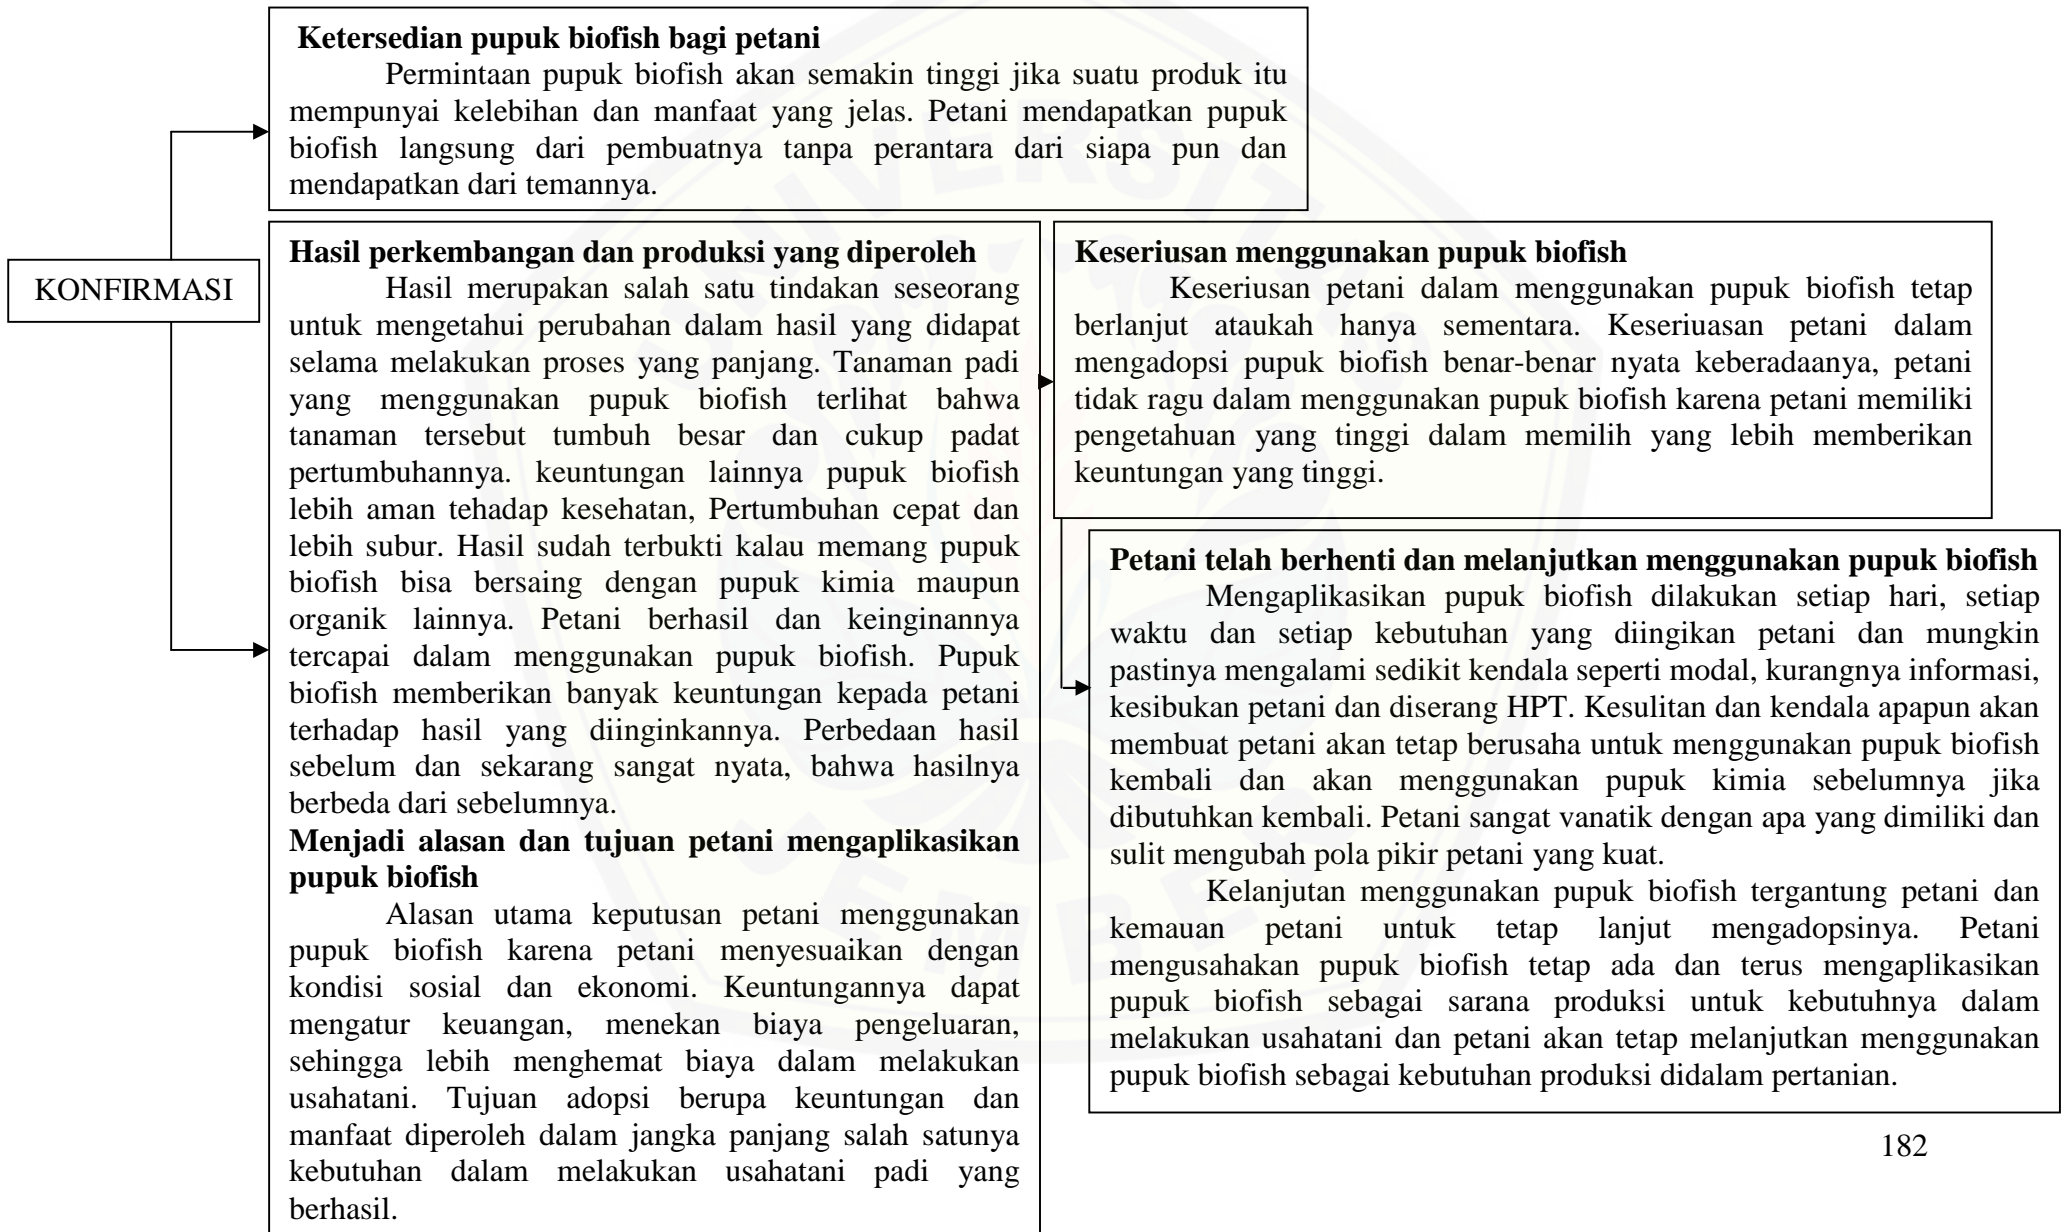 Ketersedian pupuk biofish bagi petani
Permintaan pupuk biofish akan semakin tinggi jika suatu produk itu
mempunyai kelebihan dan manfaat yang jelas. Petani mendapatkan pupuk
biofish langsung dari pembuatnya tanpa perantara dari siapa pun dan
mendapatkan dari temannya.
KONFIRMASI
Hasil perkembangan dan produksi yang diperoleh
Hasil merupakan salah satu tindakan seseorang
untuk mengetahui perubahan dalam hasil yang didapat
selama melakukan proses yang panjang. Tanaman padi
yang menggunakan pupuk biofish terlihat bahwa
tanaman tersebut tumbuh besar dan cukup padat
pertumbuhannya. keuntungan lainnya pupuk biofish
lebih aman tehadap kesehatan, Pertumbuhan cepat dan
lebih subur. Hasil sudah terbukti kalau memang pupuk
biofish bisa bersaing dengan pupuk kimia maupun
organik lainnya. Petani berhasil dan keinginannya
tercapai dalam menggunakan pupuk biofish. Pupuk
biofish memberikan banyak keuntungan kepada petani
terhadap hasil yang diinginkannya. Perbedaan hasil
sebelum dan sekarang sangat nyata, bahwa hasilnya
berbeda dari sebelumnya.
Menjadi alasan dan tujuan petani mengaplikasikan
pupuk biofish
Alasan utama keputusan petani menggunakan
pupuk biofish karena petani menyesuaikan dengan
kondisi sosial dan ekonomi. Keuntungannya dapat
mengatur keuangan, menekan biaya pengeluaran,
sehingga lebih menghemat biaya dalam melakukan
usahatani. Tujuan adopsi berupa keuntungan dan
manfaat diperoleh dalam jangka panjang salah satunya
kebutuhan dalam melakukan usahatani padi yang
berhasil.
Keseriusan menggunakan pupuk biofish
Keseriusan petani dalam menggunakan pupuk biofish tetap
berlanjut ataukah hanya sementara. Keseriuasan petani dalam
mengadopsi pupuk biofish benar-benar nyata keberadaanya, petani
tidak ragu dalam menggunakan pupuk biofish karena petani memiliki
pengetahuan yang tinggi dalam memilih yang lebih memberikan
keuntungan yang tinggi.
Petani telah berhenti dan melanjutkan menggunakan pupuk biofish
Mengaplikasikan pupuk biofish dilakukan setiap hari, setiap
waktu dan setiap kebutuhan yang diingikan petani dan mungkin
pastinya mengalami sedikit kendala seperti modal, kurangnya informasi,
kesibukan petani dan diserang HPT. Kesulitan dan kendala apapun akan
membuat petani akan tetap berusaha untuk menggunakan pupuk biofish
kembali dan akan menggunakan pupuk kimia sebelumnya jika
dibutuhkan kembali. Petani sangat vanatik dengan apa yang dimiliki dan
sulit mengubah pola pikir petani yang kuat.
Kelanjutan menggunakan pupuk biofish tergantung petani dan
kemauan petani untuk tetap lanjut mengadopsinya. Petani
mengusahakan pupuk biofish tetap ada dan terus mengaplikasikan
pupuk biofish sebagai sarana produksi untuk kebutuhnya dalam
melakukan usahatani dan petani akan tetap melanjutkan menggunakan
pupuk biofish sebagai kebutuhan produksi didalam pertanian.
182
UNIVERSITAS
JEMBER